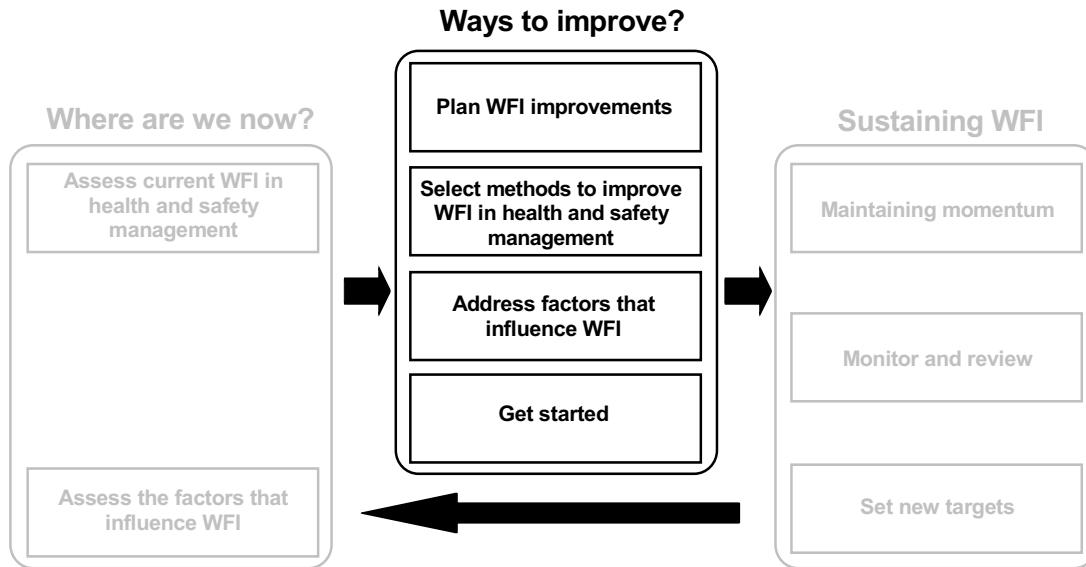 Ways to improve?
Plan WFI improvements
Select methods to improve
WFI in health and safety
management
Address factors that
influence WFI
Get started
Where are we now?
Assess current WFI in
health and safety
management
Assess the factors that
influence WFI
Sustaining WFI
Maintaining momentum
Monitor and review
Set new targets